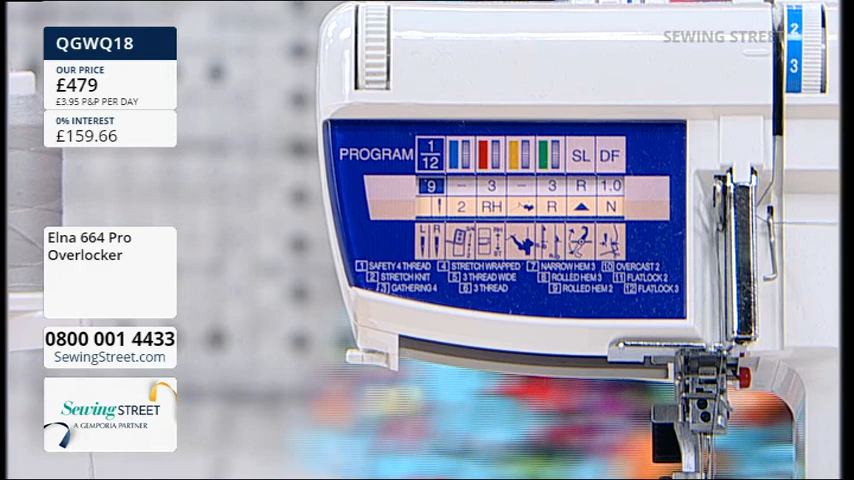 QGWQ18
OUR PRICE
£479
£3.95 P&P PER DAY
0% INTEREST
£159.66
Elna 664 Pro
Overlocker
0800 001 4433
SewingStreet.com
Sewing STREET
A GEMPORIA PARTNER
SEWING STREET
2
3
PROGRAM 1/12 SL DF
9 – 3 – 3 R 1.0
2 RH R N
L R
1 SAFETY 4 THREAD 4 STRETCH WRAPPED 7 NARROW HEM 3 10 OVERCAST 2
2 STRETCH KNIT 5 3 THREAD WIDE 8 ROLLED HEM 3 11 FLATLOCK 2
3 GATHERING 4 6 3 THREAD 9 ROLLED HEM 2 12 FLATLOCK 3